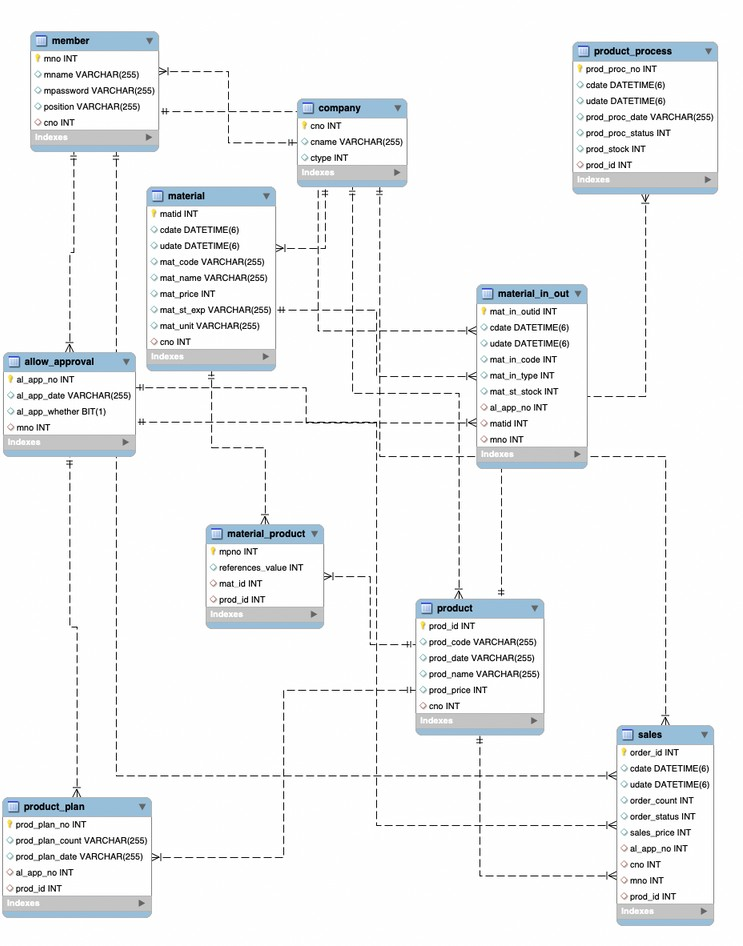 member
mno INT
mname VARCHAR(255)
mpassword VARCHAR(255)
position VARCHAR(255)
cno INT
Indexes
company
cno INT
cname VARCHAR(255)
ctype INT
Indexes
product_process
prod_proc_no INT
cdate DATETIME(6)
udate DATETIME(6)
prod_proc_date VARCHAR(255)
prod_proc_status INT
prod_stock INT
prod_id INT
Indexes
material
matid INT
cdate DATETIME(6)
udate DATETIME(6)
mat_code VARCHAR(255)
mat_name VARCHAR(255)
mat_price INT
mat_st_exp VARCHAR(255)
mat_unit VARCHAR(255)
cno INT
Indexes
material_in_out
mat_in_outid INT
cdate DATETIME(6)
udate DATETIME(6)
mat_in_code INT
mat_in_type INT
mat_st_stock INT
al_app_no INT
matid INT
mno INT
Indexes
allow_approval
al_app_no INT
al_app_date VARCHAR(255)
al_app_whether BIT(1)
mno INT
Indexes
material_product
mpno INT
references_value INT
mat_id INT
prod_id INT
Indexes
product
prod_id INT
prod_code VARCHAR(255)
prod_date VARCHAR(255)
prod_name VARCHAR(255)
prod_price INT
cno INT
Indexes
sales
order_id INT
cdate DATETIME(6)
udate DATETIME(6)
order_count INT
order_status INT
sales_price INT
al_app_no INT
cno INT
mno INT
prod_id INT
Indexes
product_plan
prod_plan_no INT
prod_plan_count VARCHAR(255)
prod_plan_date VARCHAR(255)
al_app_no INT
prod_id INT
Indexes